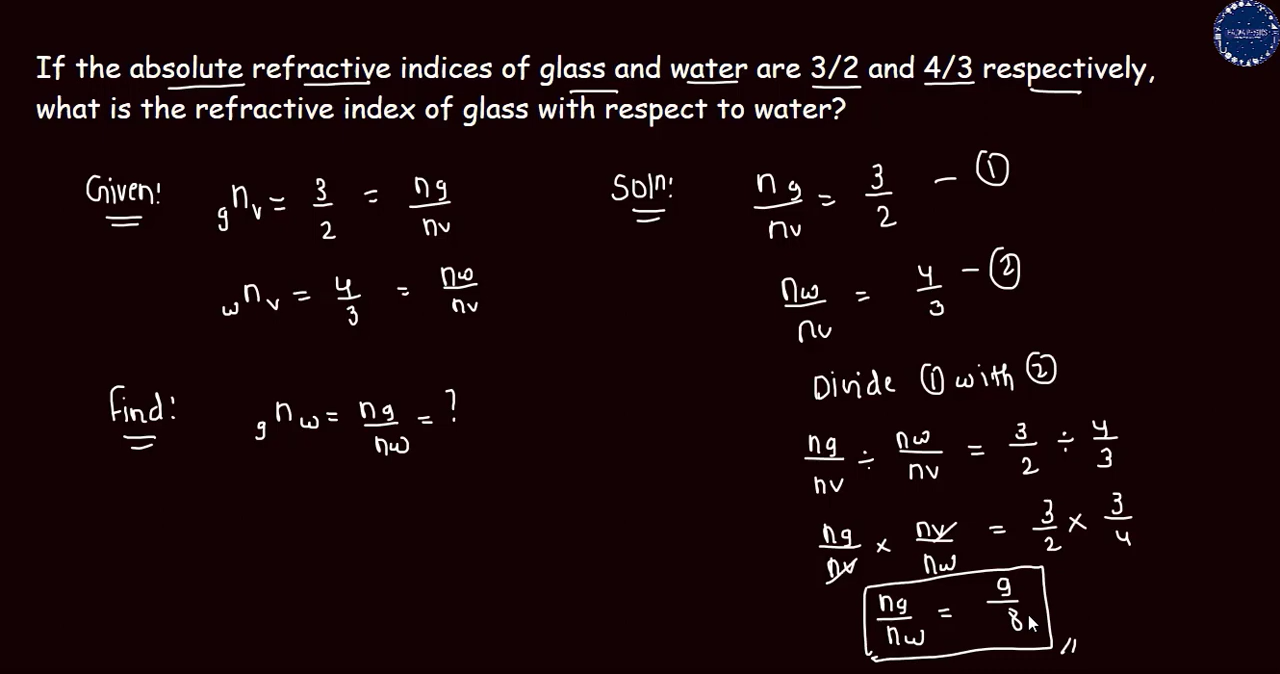 If the absolute refractive indices of glass and water are 3/2 and 4/3 respectively,
what is the refractive index of glass with respect to water?
Given:
gnv = 3/2 = ng/nv
wnv = 4/3 = nw/nv
Find:
gnw = ng/nw = ?
Soln:
ng/nv = 3/2 - ①
nw/nv = 4/3 - ②
Divide ① with ②
ng/nv ÷ nw/nv = 3/2 ÷ 4/3
ng/nv × nv/nw = 3/2 × 3/4
ng/nw = 9/8 //